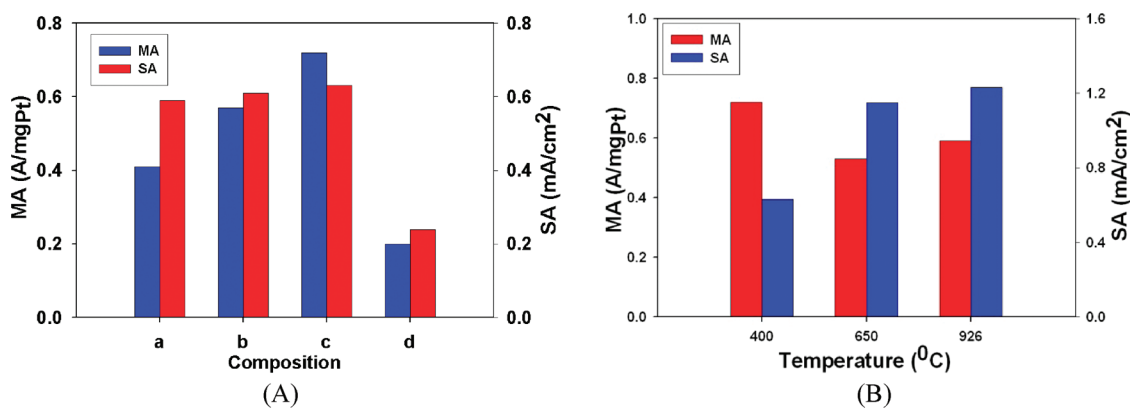 MA (A/mgPt)
0.8
0.6
0.4
0.2
0.0
MA
SA
a b c d
Composition
0.8
0.6
0.4
0.2
0.0
SA (mA/cm²)
(A)
MA (A/mgPt)
1.0
0.8
0.6
0.4
0.2
0.0
MA
SA
400 650 926
Temperature (⁰C)
1.6
1.2
0.8
0.4
0.0
SA (mA/cm²)
(B)